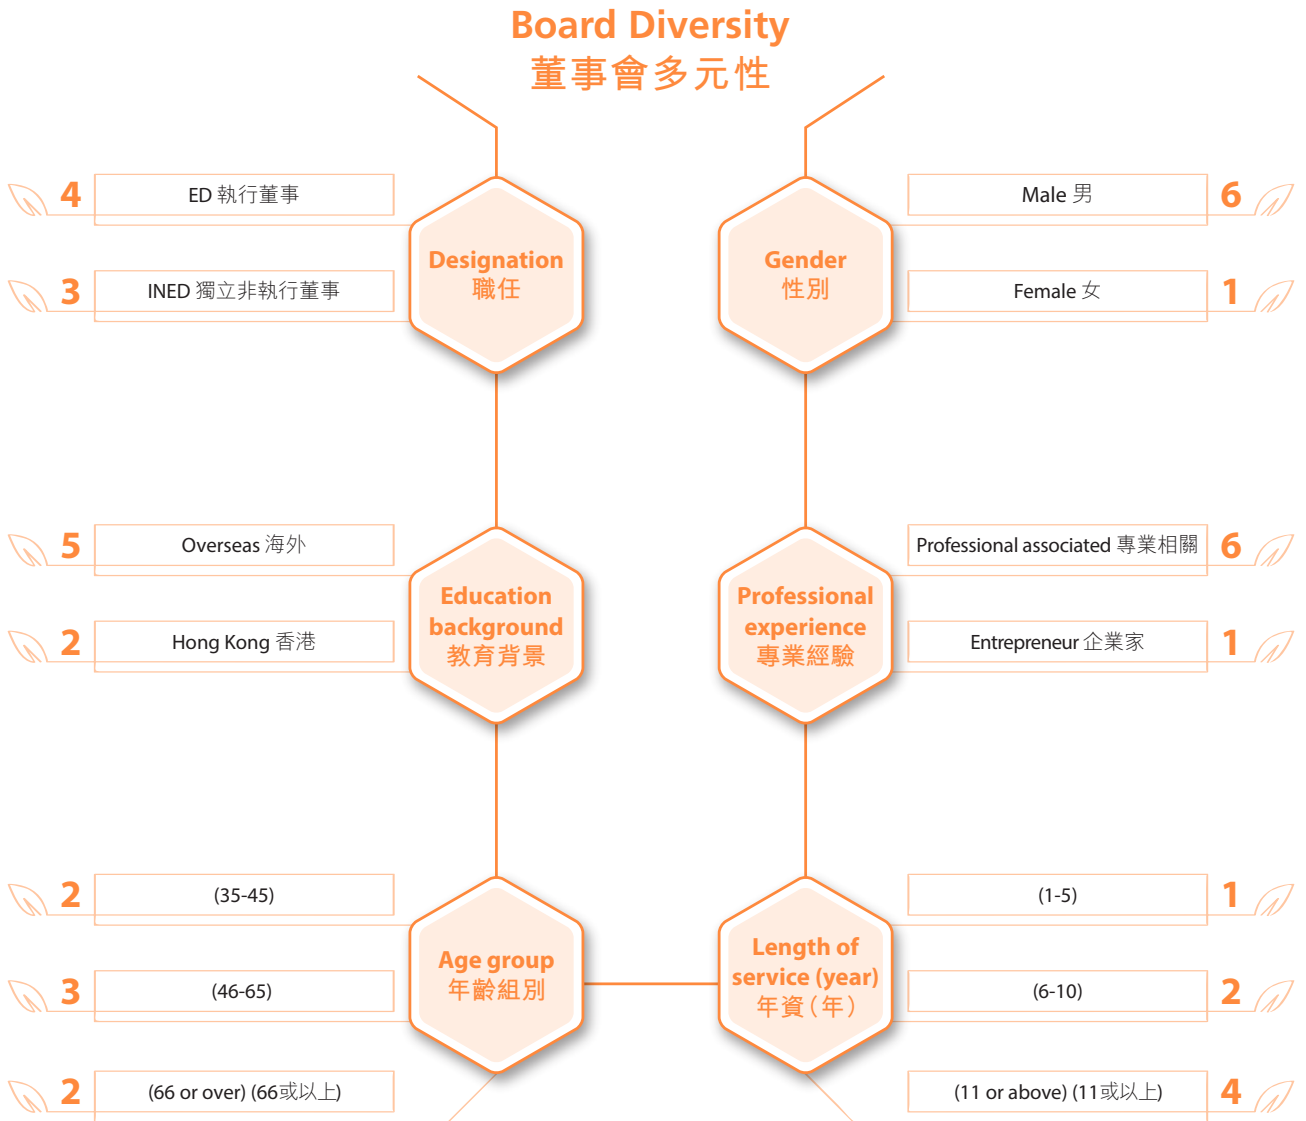 Board Diversity
董事會多元性
4 ED 執行董事
3 INED 獨立非執行董事
Designation
職任
Male 男 6
Female 女 1
Gender
性別
5 Overseas 海外
2 Hong Kong 香港
Education
background
教育背景
Professional associated 專業相關 6
Entrepreneur 企業家 1
Professional
experience
專業經驗
2 (35-45)
3 (46-65)
2 (66 or over) (66或以上)
Age group
年齡組別
(1-5) 1
(6-10) 2
(11 or above) (11或以上) 4
Length of
service (year)
年資（年）